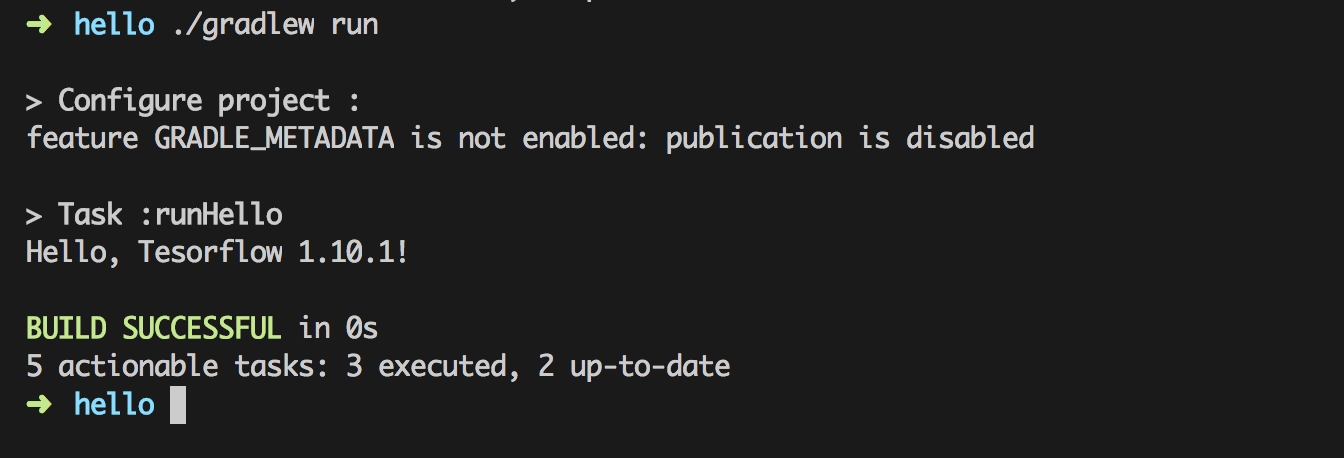 ➜ hello ./gradlew run
> Configure project :
feature GRADLE_METADATA is not enabled: publication is disabled
> Task :runHello
Hello, Tesorflow 1.10.1!
BUILD SUCCESSFUL in 0s
5 actionable tasks: 3 executed, 2 up-to-date
➜ hello